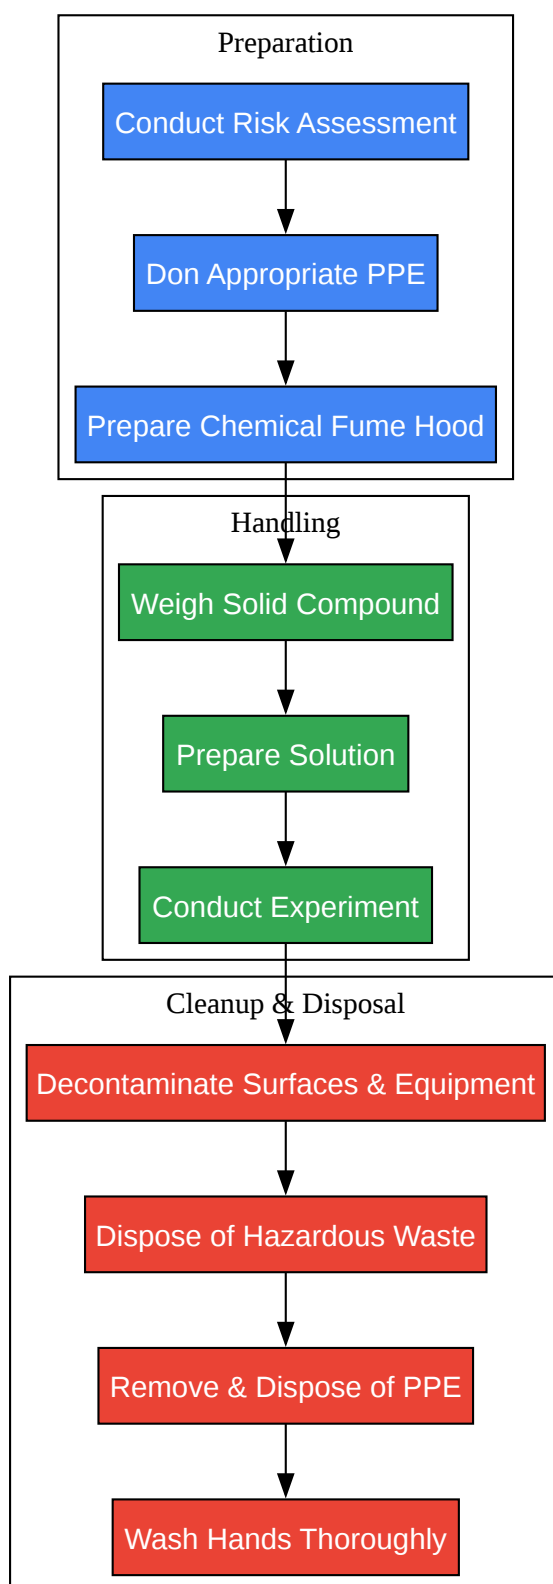 Preparation
Conduct Risk Assessment
Don Appropriate PPE
Prepare Chemical Fume Hood
Handling
Weigh Solid Compound
Prepare Solution
Conduct Experiment
Cleanup & Disposal
Decontaminate Surfaces & Equipment
Dispose of Hazardous Waste
Remove & Dispose of PPE
Wash Hands Thoroughly